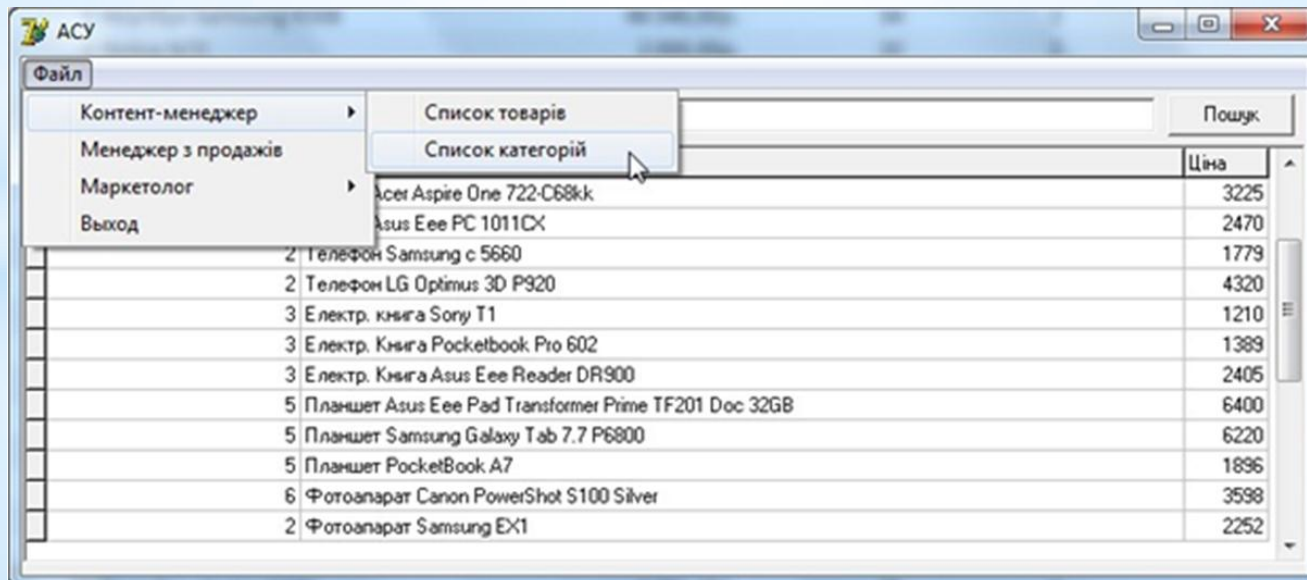 АСУ
Файл
Контент-менеджер
Менеджер з продажів
Маркетолог
Выход
Список товарів
Список категорій
Пошук
Ціна
Acer Aspire One 722-C68kk 3225
Asus Eee PC 1011CX 2470
2 Телефон Samsung с 5660 1779
2 Телефон LG Optimus 3D P920 4320
3 Електр. книга Sony T1 1210
3 Електр. Книга Pocketbook Pro 602 1389
3 Електр. Книга Asus Eee Reader DR900 2405
5 Планшет Asus Eee Pad Transformer Prime TF201 Doc 32GB 6400
5 Планшет Samsung Galaxy Tab 7.7 P6800 6220
5 Планшет PocketBook A7 1896
6 Фотоапарат Canon PowerShot S100 Silver 3598
2 Фотоапарат Samsung EX1 2252